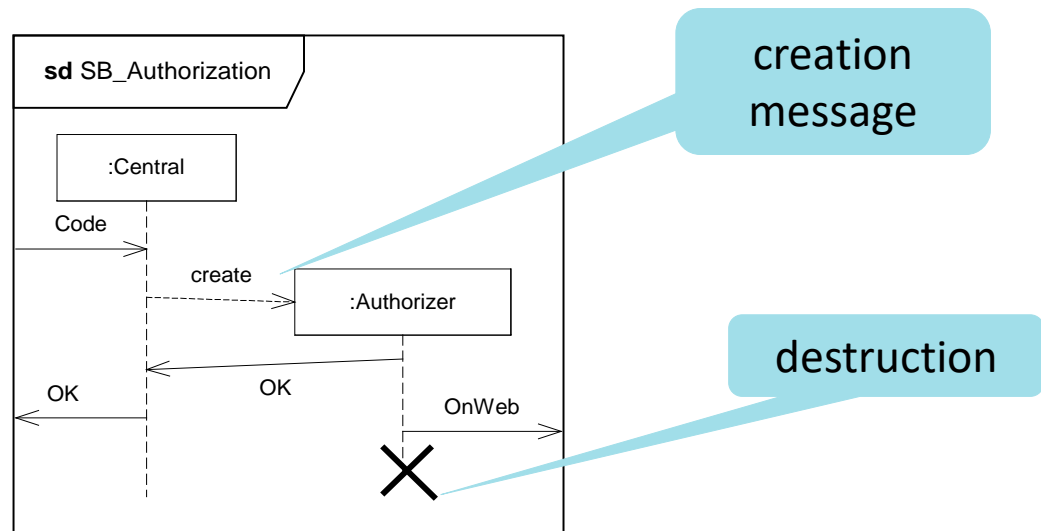 creation
message
sd SB_Authorization
:Central
Code
create
:Authorizer
OK
OK
OnWeb
destruction